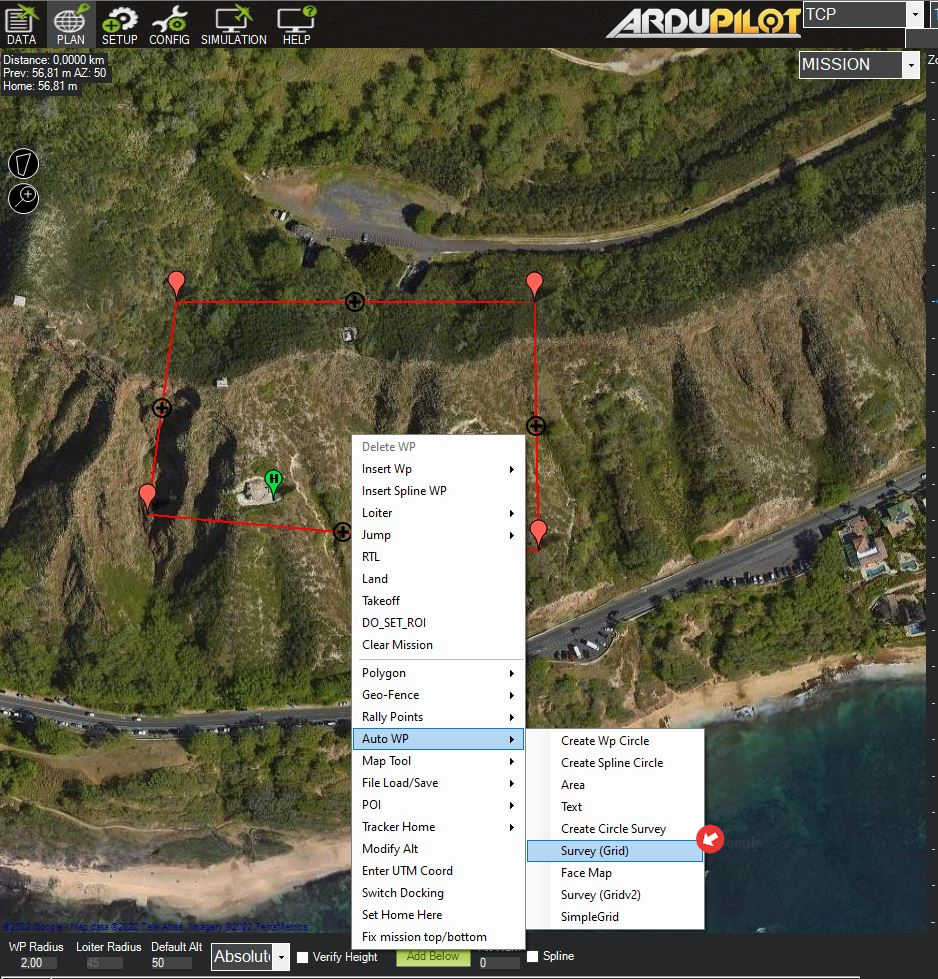 DATA
PLAN
SETUP
CONFIG
SIMULATION
HELP
ARDUPILOT
TCP
Distance: 0,0000 km
Prev: 56,81 m AZ: 50
Home: 56,81 m
MISSION
H
Delete WP
Insert Wp
Insert Spline WP
Loiter
Jump
RTL
Land
Takeoff
DO_SET_ROI
Clear Mission
Polygon
Geo-Fence
Rally Points
Auto WP
Map Tool
File Load/Save
POI
Tracker Home
Modify Alt
Enter UTM Coord
Switch Docking
Set Home Here
Fix mission top/bottom
Create Wp Circle
Create Spline Circle
Area
Text
Create Circle Survey
Survey (Grid)
Face Map
Survey (Gridv2)
SimpleGrid
©2022 Google - Map data ©2022 Tele Atlas, Imagery ©2022 TerraMetrics
WP Radius
2,00
Loiter Radius
45
Default Alt
50
Absolut
Verify Height
Add Below
0
Spline